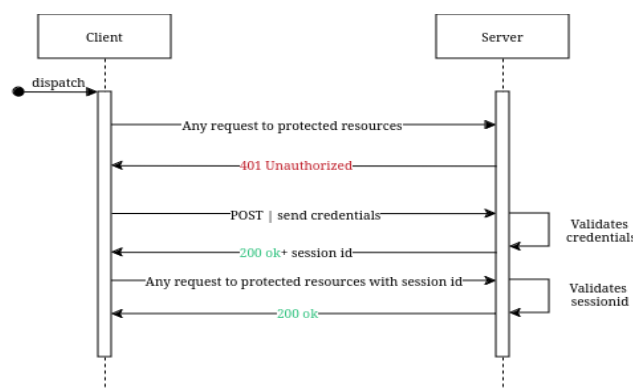 Client
Server
dispatch
Any request to protected resources
401 Unauthorized
POST | send credentials
Validates
credentials
200 ok+ session id
Any request to protected resources with session id
Validates
sessionid
200 ok